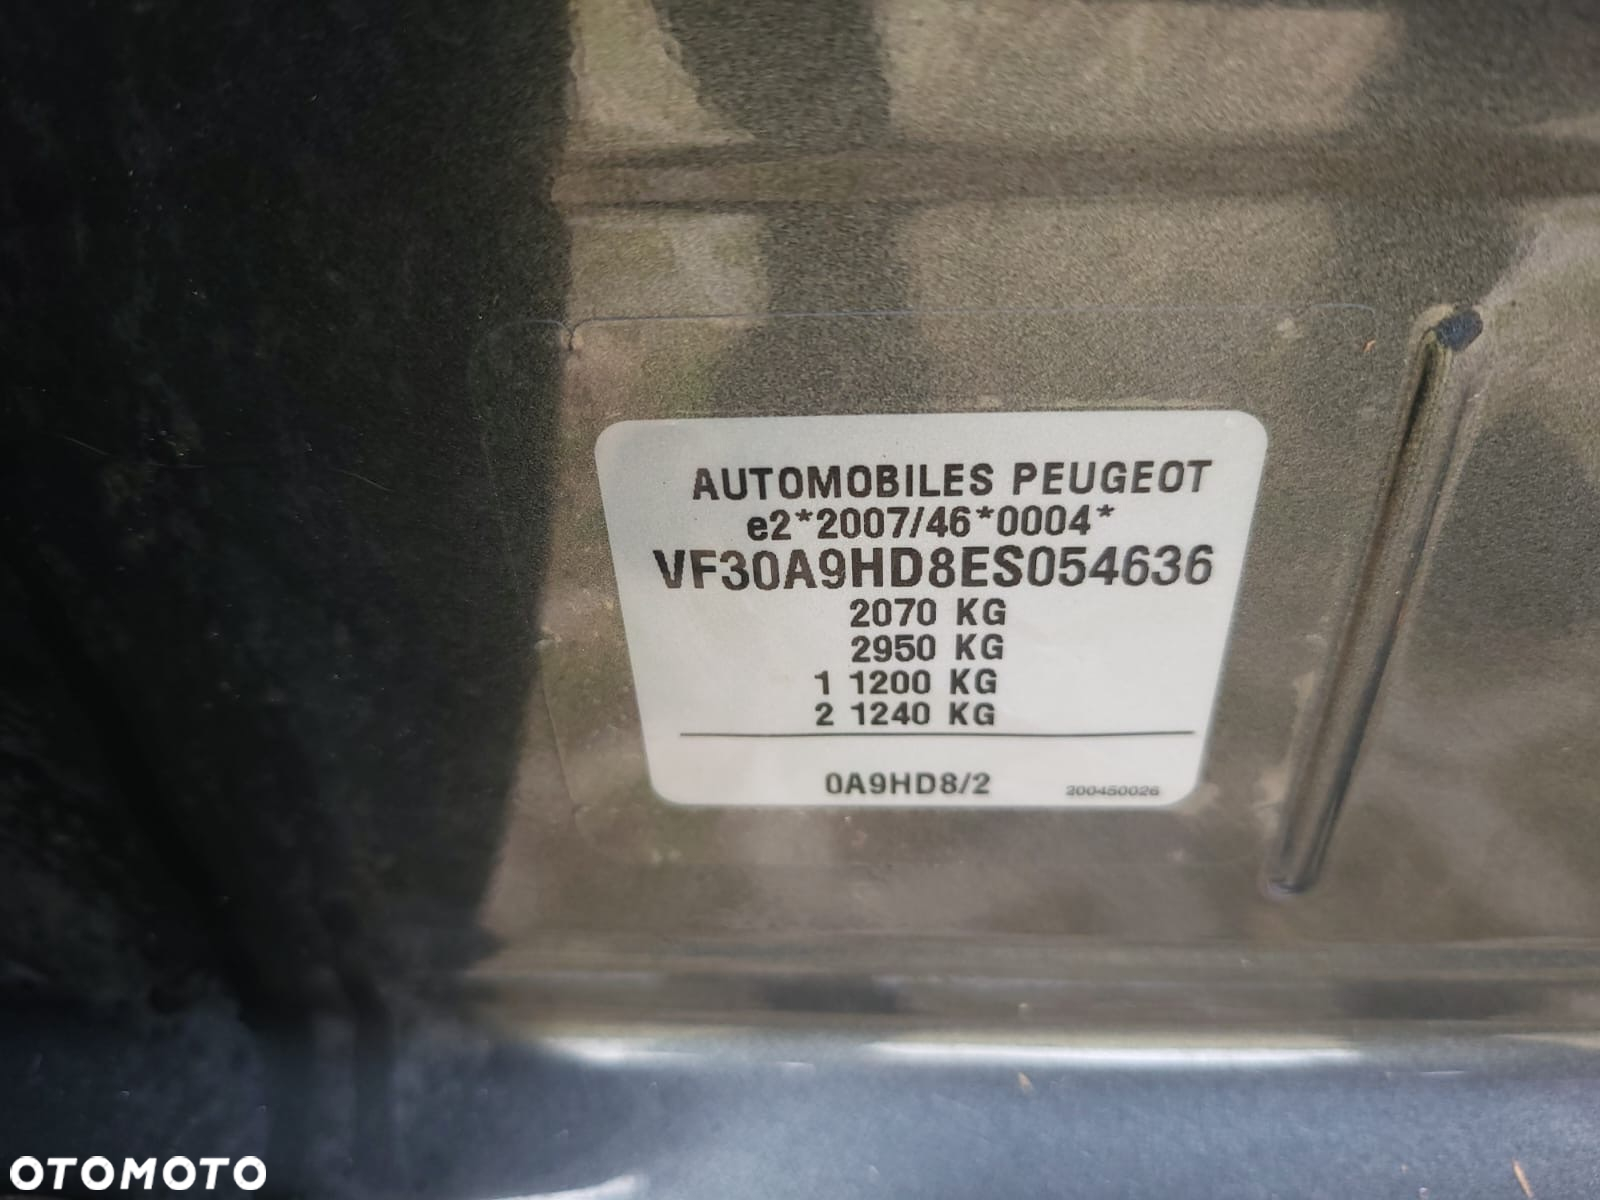 AUTOMOBILES PEUGEOT
e2*2007/46*0004*
VF30A9HD8ES054636
2070 KG
2950 KG
1 1200 KG
2 1240 KG
0A9HD8/2
200450026
OTOMOTO